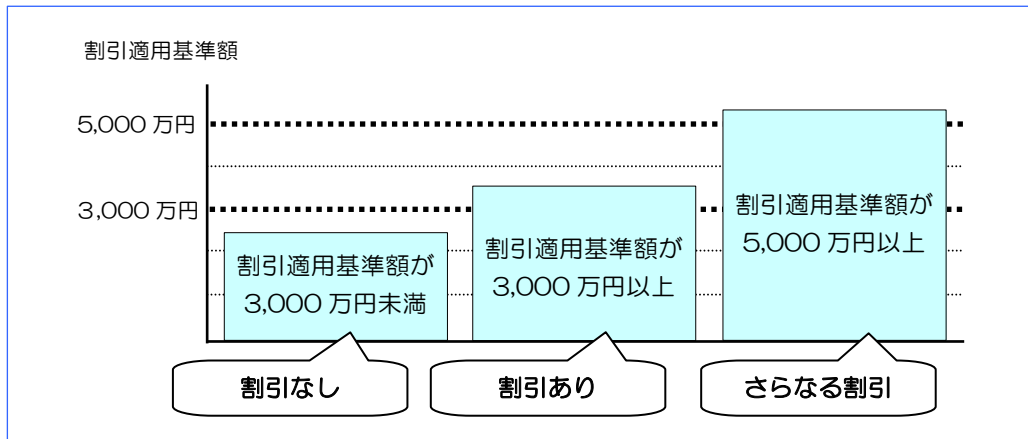 割引適用基準額
5,000 万円
3,000 万円
割引適用基準額が
3,000 万円未満
割引適用基準額が
3,000 万円以上
割引適用基準額が
5,000 万円以上
割引なし
割引あり
さらなる割引